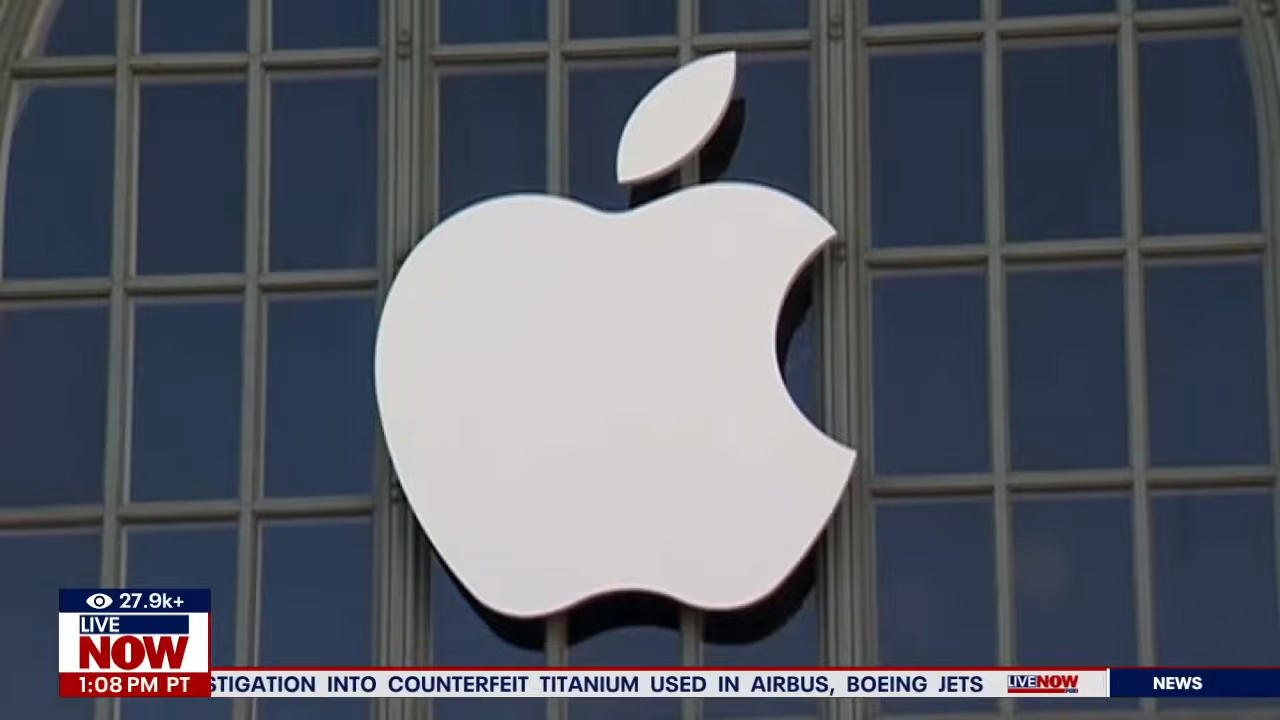 27.9k+
LIVE
NOW
1:08 PM PT
STIGATION INTO COUNTERFEIT TITANIUM USED IN AIRBUS, BOEING JETS
LIVENOW
NEWS